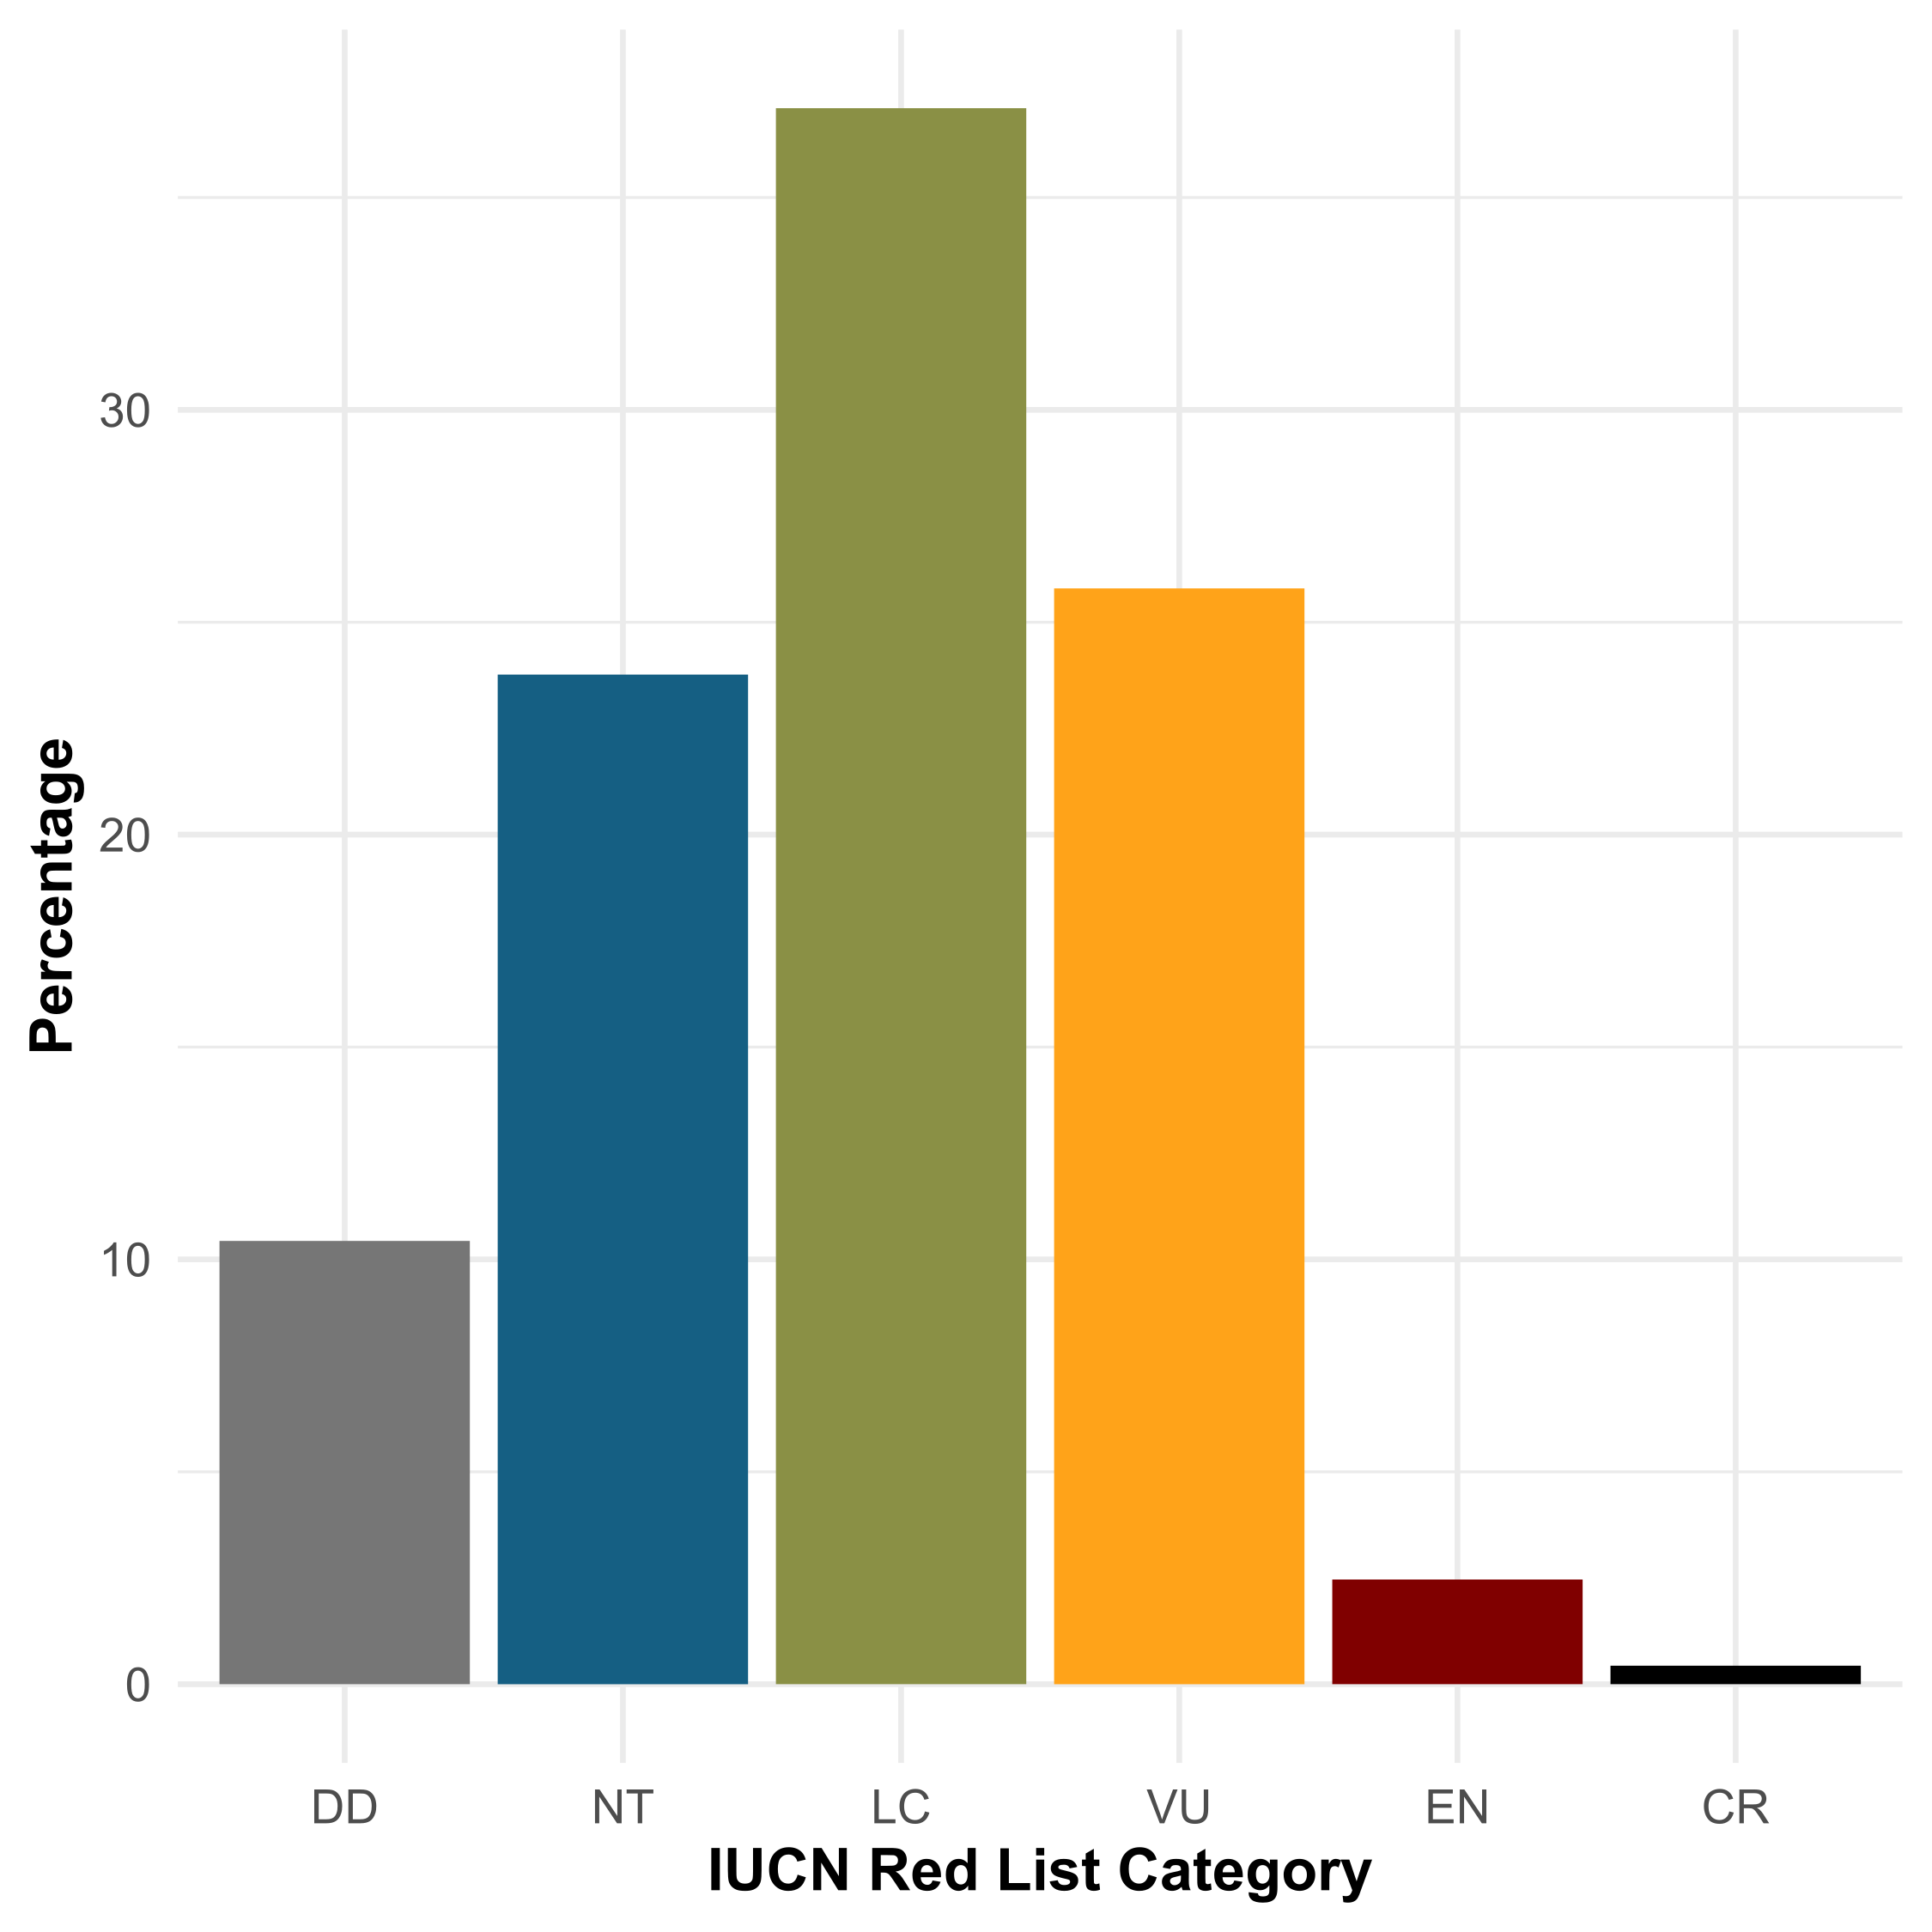 Percentage
30
20
10
0
DD NT LC VU EN CR
IUCN Red List Category